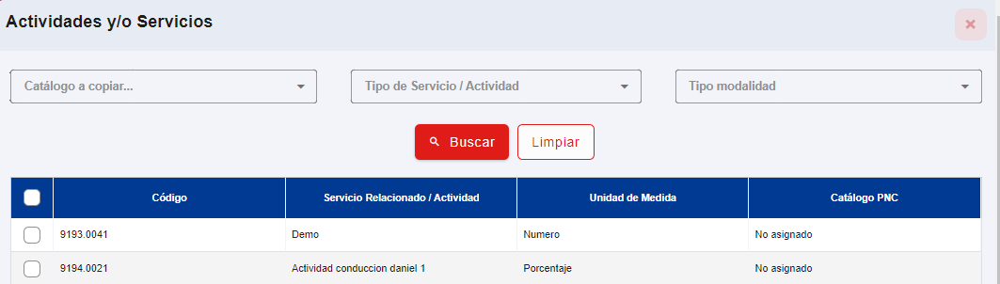 Actividades y/o Servicios
Catálogo a copiar... Tipo de Servicio / Actividad Tipo modalidad
Buscar Limpiar
Código Servicio Relacionado / Actividad Unidad de Medida Catálogo PNC
9193.0041 Demo Numero No asignado
9194.0021 Actividad conduccion daniel 1 Porcentaje No asignado